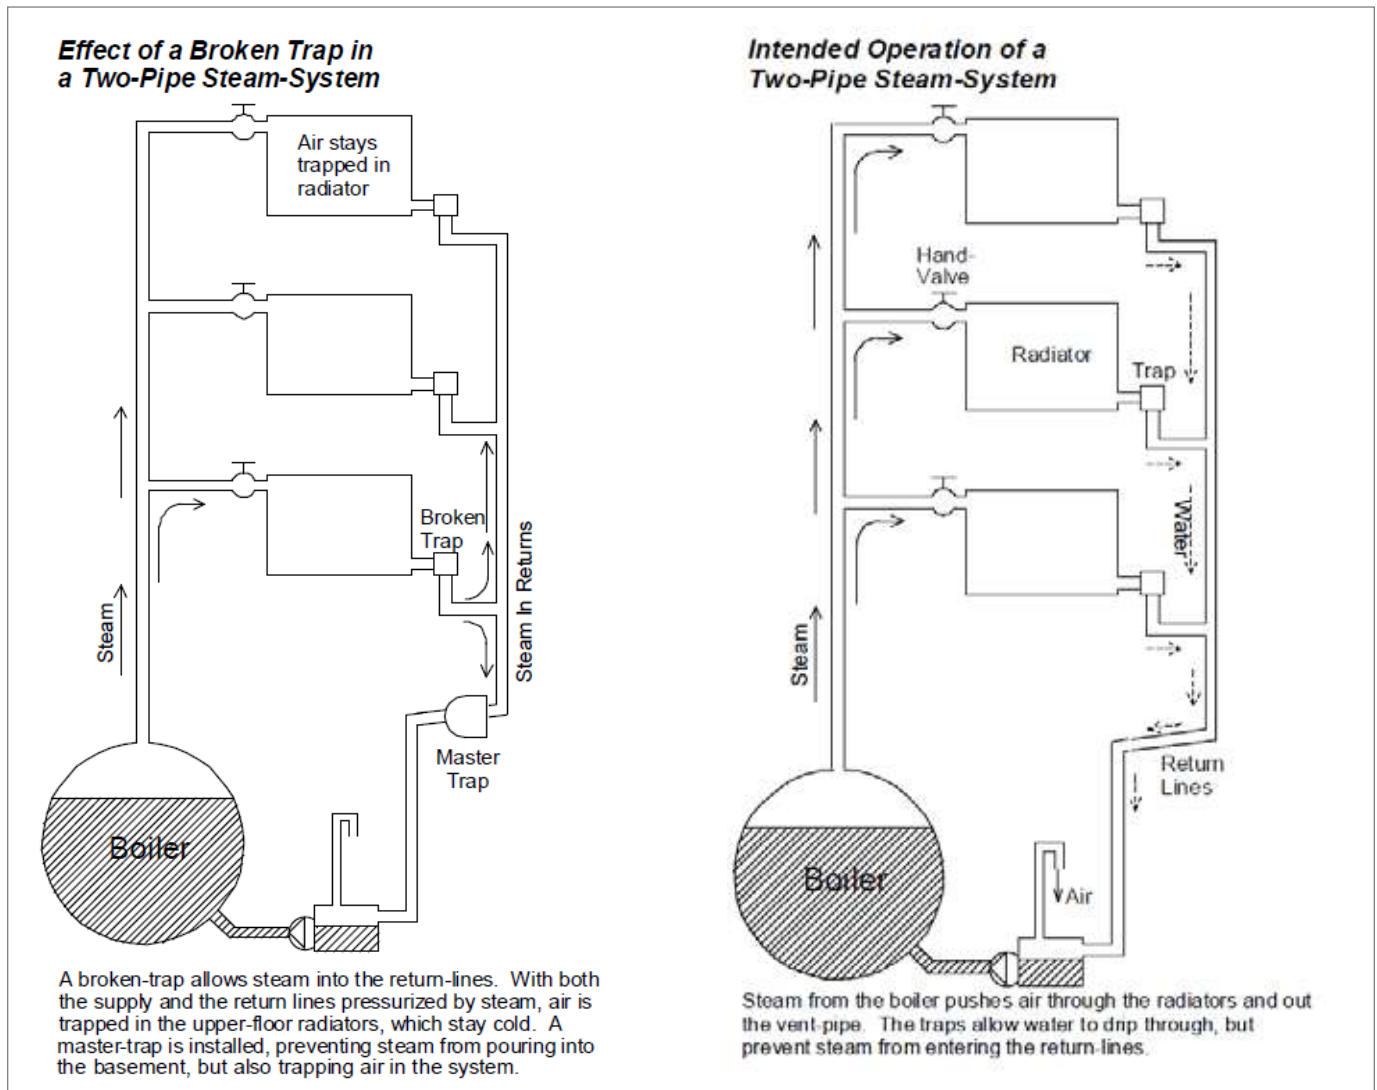 Effect of a Broken Trap in
a Two-Pipe Steam-System
Air stays
trapped in
radiator
Broken
Trap
Steam In Returns
Steam
Master
Trap
Boiler
A broken-trap allows steam into the return-lines. With both
the supply and the return lines pressurized by steam, air is
trapped in the upper-floor radiators, which stay cold. A
master-trap is installed, preventing steam from pouring into
the basement, but also trapping air in the system.
Intended Operation of a
Two-Pipe Steam-System
Hand-
Valve
Radiator
Trap
Water
Steam
Return
Lines
Boiler
Air
Steam from the boiler pushes air through the radiators and out
the vent-pipe. The traps allow water to drip through, but
prevent steam from entering the return-lines.